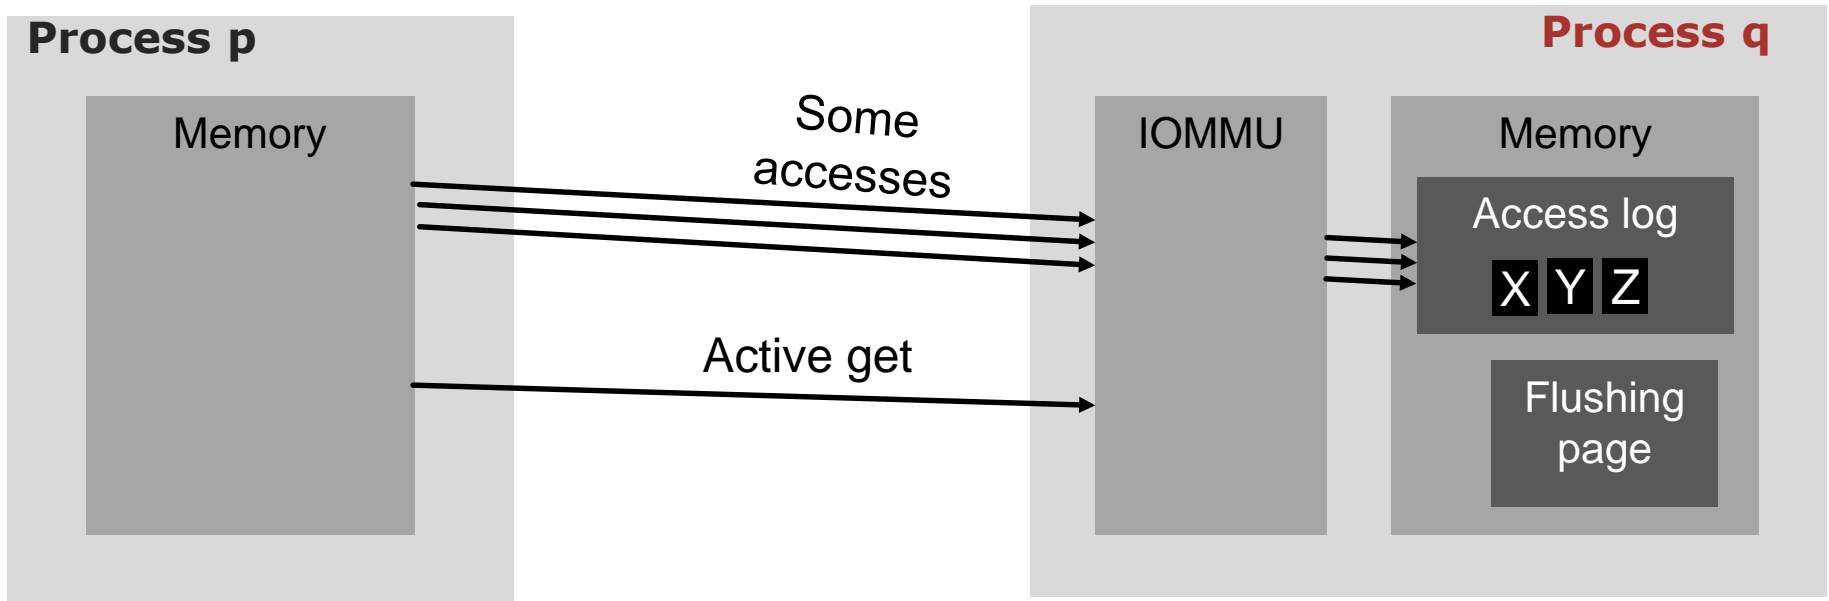 Process p
Memory
Some
accesses
Active get
Process q
IOMMU
Memory
Access log
X Y Z
Flushing
page